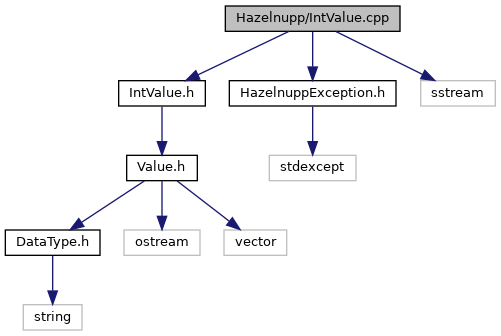 Hazelnupp/IntValue.cpp
IntValue.h
HazelnuppException.h
sstream
Value.h
stdexcept
DataType.h
ostream
vector
string